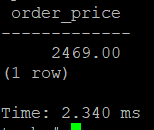 order_price
-------------
2469.00
(1 row)
Time: 2.340 ms